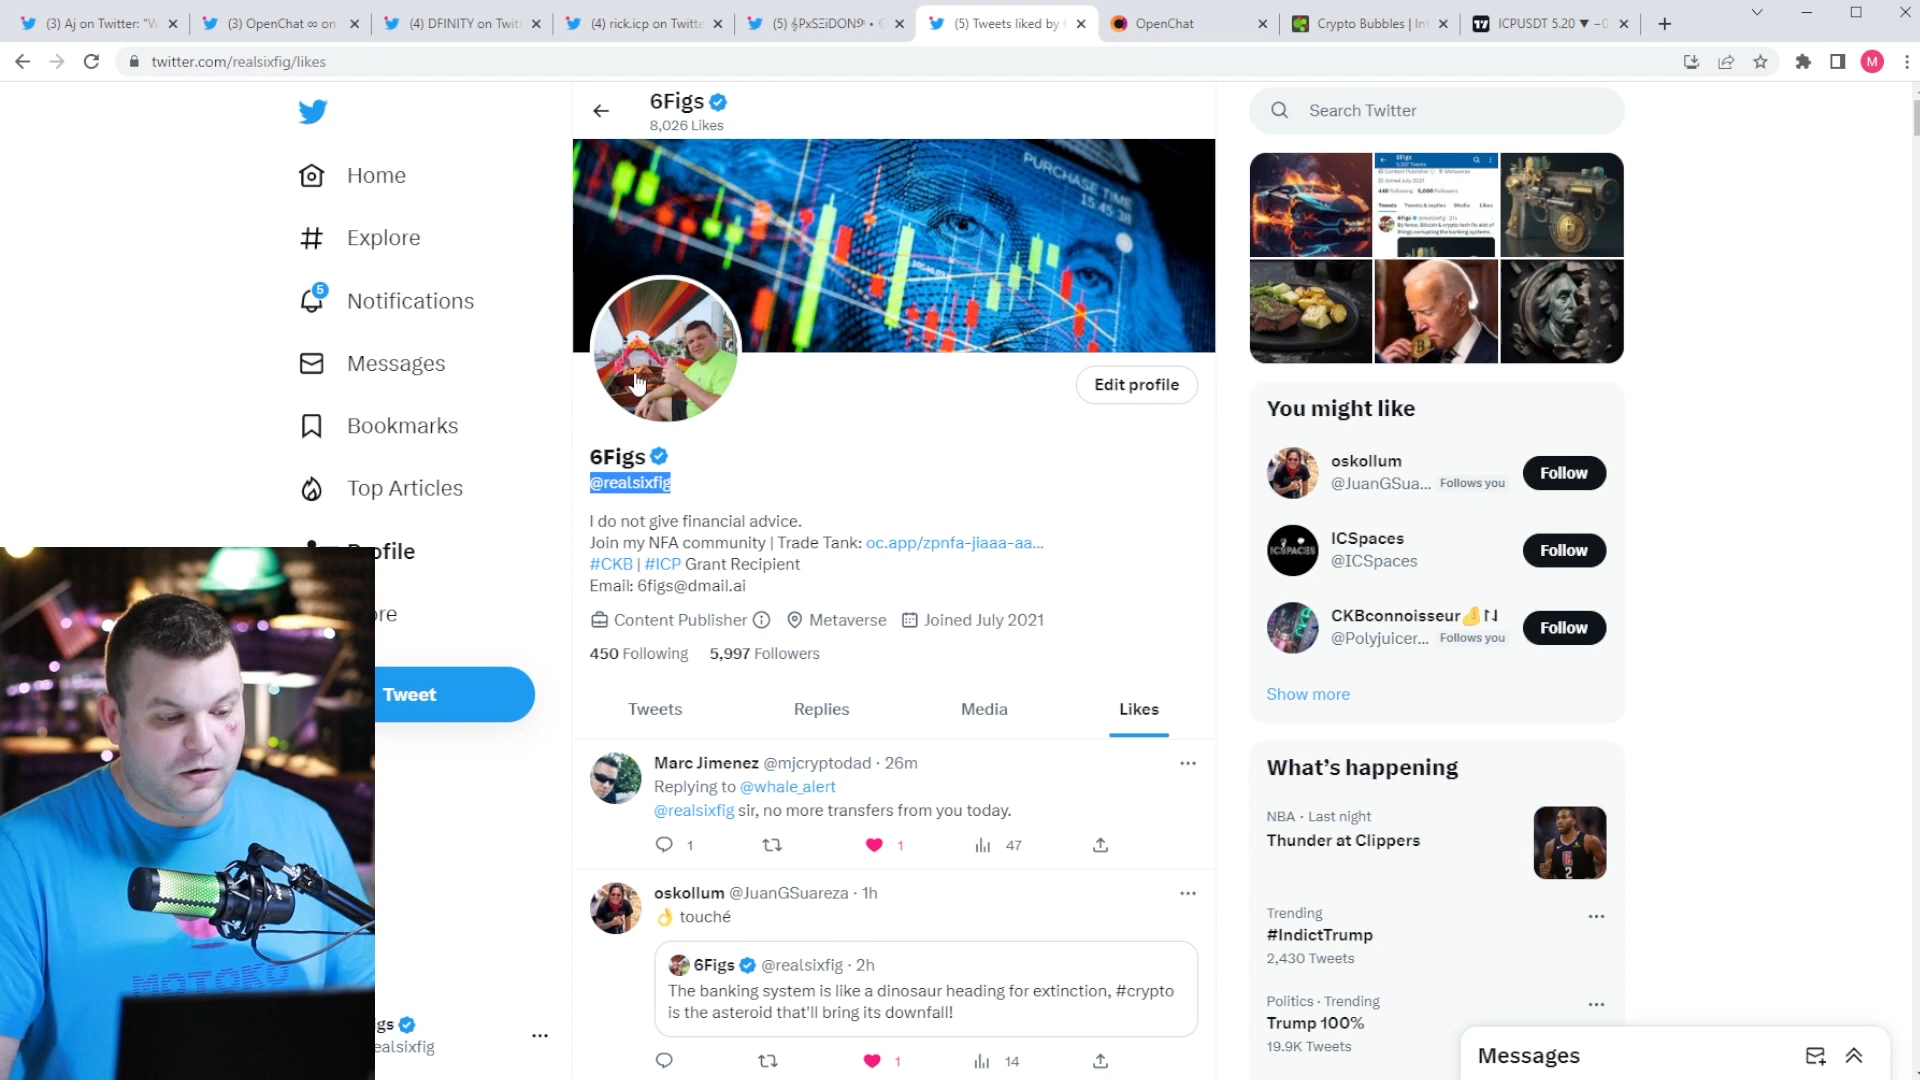 (3) Aj on Twitter: "W
(3) OpenChat ∞ on
(4) DFINITY on Twitt
(4) rick.icp on Twitte
(5) Tweets liked by
OpenChat
Crypto Bubbles | Int
ICPUSDT 5.20 ▼ −0
twitter.com/realsixfig/likes
M
6Figs
8,026 Likes
PURCHASE TIME
Search Twitter
Home
Explore
5
Notifications
Messages
Bookmarks
Top Articles
ofile
ore
Tweet
gs
ealsixfig
Edit profile
6Figs
@realsixfig
I do not give financial advice.
Join my NFA community | Trade Tank: oc.app/zpnfa-jiaaa-aa…
#CKB | #ICP Grant Recipient
Email: 6figs@dmail.ai
Content Publisher Metaverse Joined July 2021
450 Following 5,997 Followers
Tweets Replies Media Likes
Marc Jimenez @mjcryptodad · 26m
Replying to @whale_alert
@realsixfig sir, no more transfers from you today.
1 1 47
oskollum @JuanGSuareza · 1h
👌 touché
6Figs @realsixfig · 2h
The banking system is like a dinosaur heading for extinction, #crypto
is the asteroid that'll bring its downfall!
1 14
You might like
oskollum
@JuanGSua... Follows you
Follow
ICSPACES
ICSpaces
@ICSpaces
Follow
CKBconnoisseur
@Polyjuicer... Follows you
Follow
Show more
What's happening
NBA · Last night
Thunder at Clippers
Trending
#IndictTrump
2,430 Tweets
Politics · Trending
Trump 100%
19.9K Tweets
Messages
MOTOKO